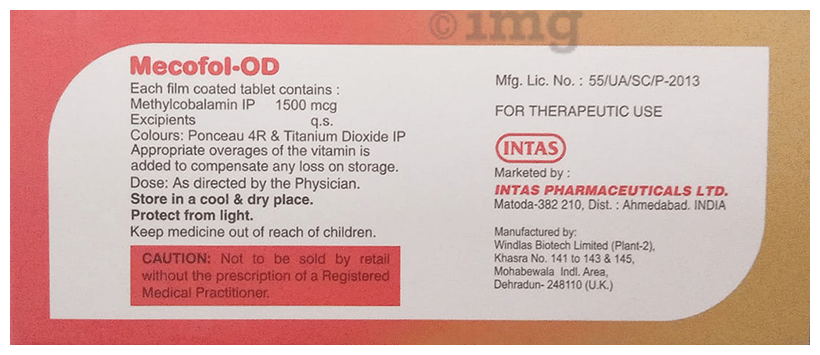 ©1mg
Mecofol-OD
Each film coated tablet contains :
Methylcobalamin IP 1500 mcg
Excipients q.s.
Colours: Ponceau 4R & Titanium Dioxide IP
Appropriate overages of the vitamin is
added to compensate any loss on storage.
Dose: As directed by the Physician.
Store in a cool & dry place.
Protect from light.
Keep medicine out of reach of children.
CAUTION: Not to be sold by retail
without the prescription of a Registered
Medical Practitioner.
Mfg. Lic. No. : 55/UA/SC/P-2013
FOR THERAPEUTIC USE
INTAS
Marketed by :
INTAS PHARMACEUTICALS LTD.
Matoda-382 210, Dist. : Ahmedabad. INDIA
Manufactured by:
Windlas Biotech Limited (Plant-2),
Khasra No. 141 to 143 & 145,
Mohabewala Indl. Area,
Dehradun- 248110 (U.K.)